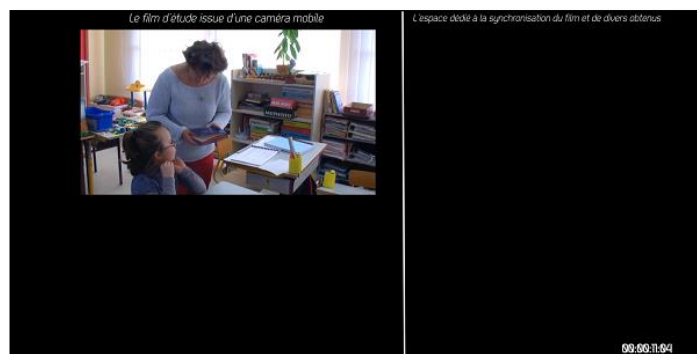 Le film d'étude issue d'une caméra mobile
L'espace dédié à la synchronisation du film et de divers obtenus
00:00:11:04